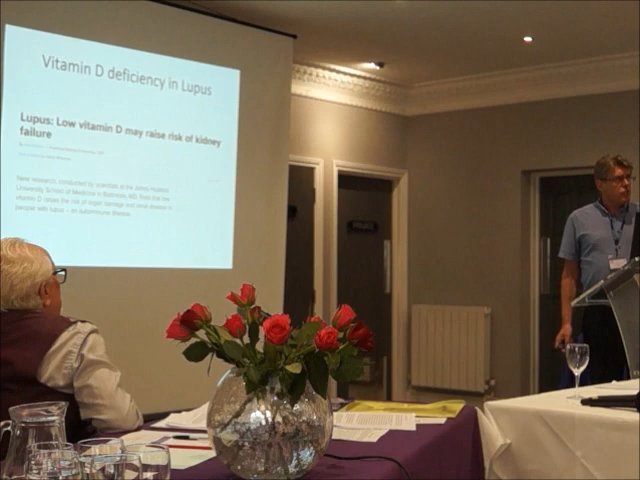 Vitamin D deficiency in Lupus
Lupus: Low vitamin D may raise risk of kidney
failure
New research, conducted by scientists at the Johns Hopkins
University School of Medicine in Baltimore, MD, finds that low
vitamin D raises the risk of organ damage and renal disease in
people with lupus — an autoimmune disease.
PRIVATE